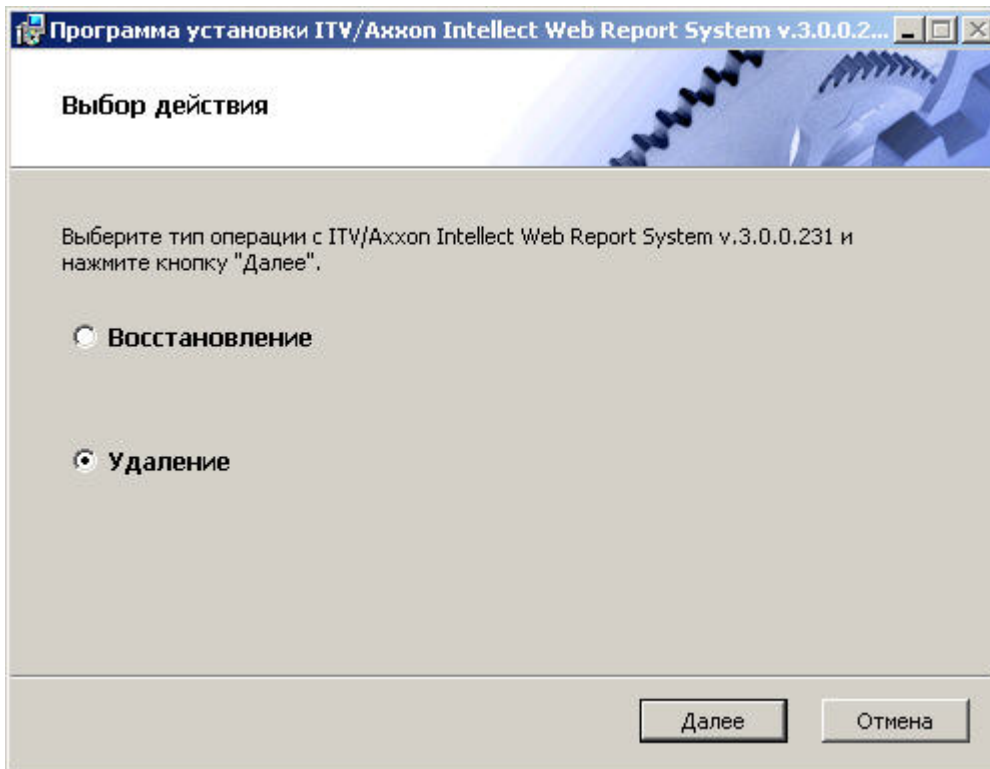 Программа установки ITV/Axxon Intellect Web Report System v.3.0.0.2...
Выбор действия
Выберите тип операции с ITV/Axxon Intellect Web Report System v.3.0.0.231 и
нажмите кнопку "Далее".
Восстановление
Удаление
Далее
Отмена